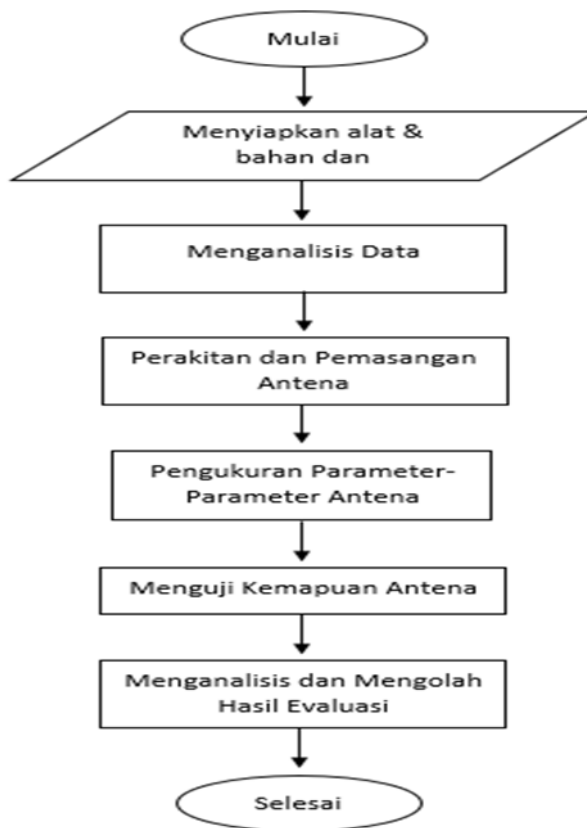 Mulai
Menyiapkan alat &
bahan dan
Menganalisis Data
Perakitan dan Pemasangan
Antena
Pengukuran Parameter-
Parameter Antena
Menguji Kemapuan Antena
Menganalisis dan Mengolah
Hasil Evaluasi
Selesai